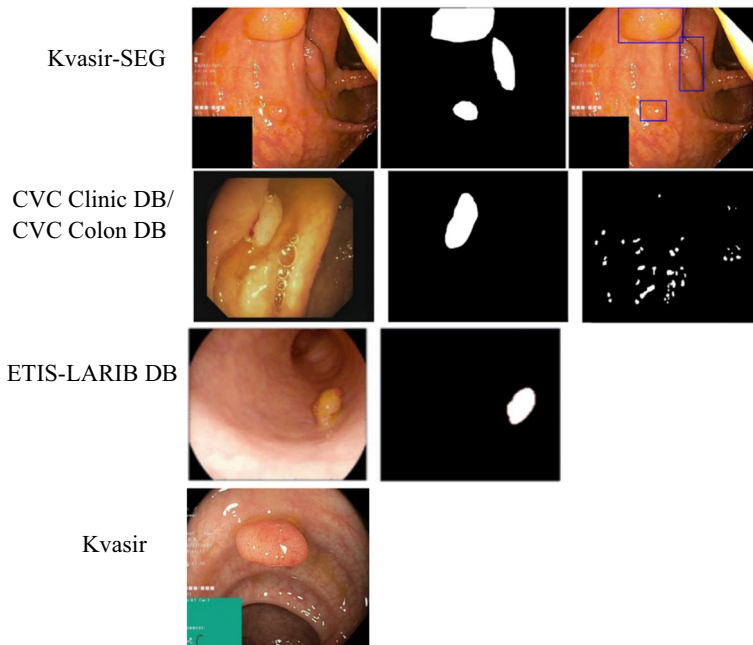 Kvasir-SEG
CVC Clinic DB/
CVC Colon DB
ETIS-LARIB DB
Kvasir